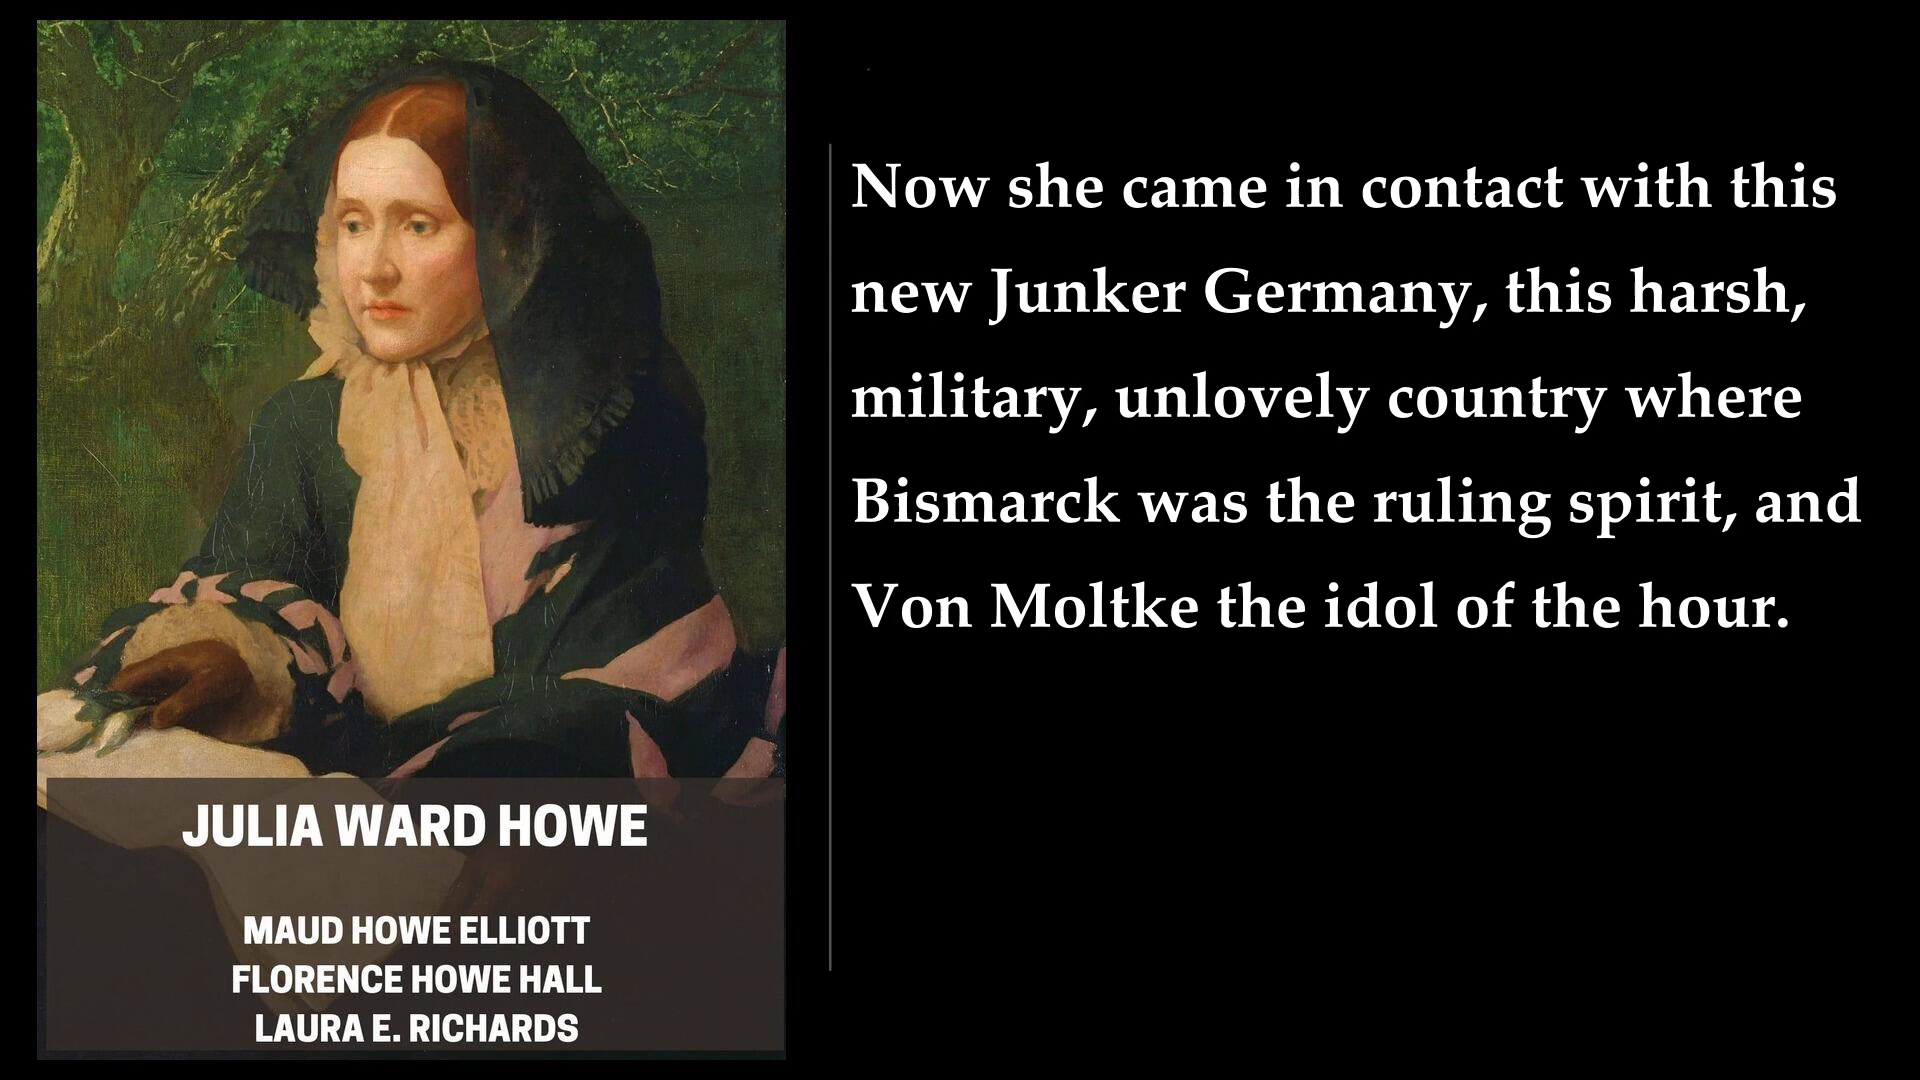 JULIA WARD HOWE
MAUD HOWE ELLIOTT
FLORENCE HOWE HALL
LAURA E. RICHARDS
Now she came in contact with this
new Junker Germany, this harsh,
military, unlovely country where
Bismarck was the ruling spirit, and
Von Moltke the idol of the hour.